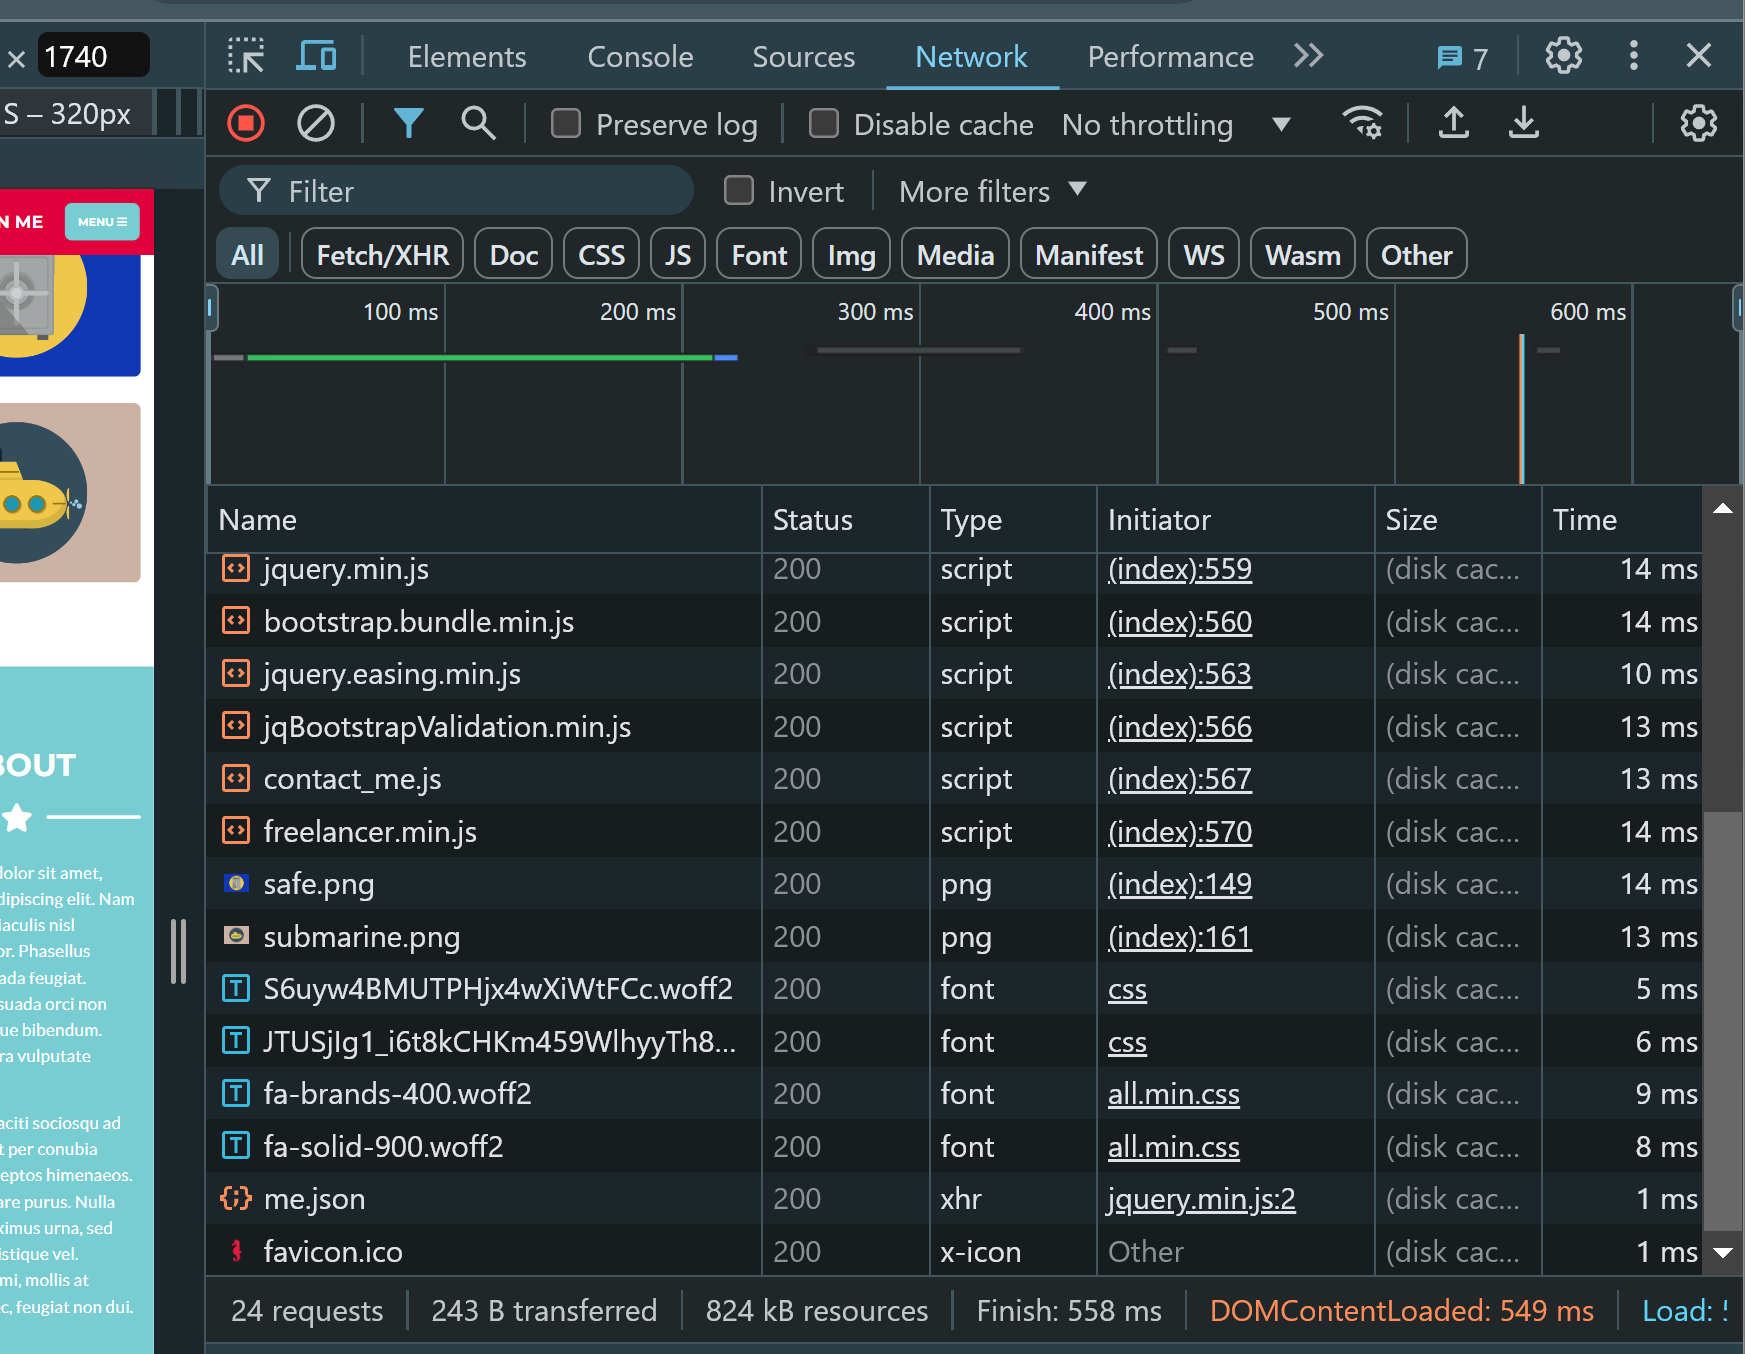 × 1740 Elements Console Sources Network Performance 7
S – 320px Preserve log Disable cache No throttling
Filter Invert More filters
N ME MENU
All Fetch/XHR Doc CSS JS Font Img Media Manifest WS Wasm Other
100 ms 200 ms 300 ms 400 ms 500 ms 600 ms
Name Status Type Initiator Size Time
jquery.min.js 200 script (index):559 (disk cac... 14 ms
bootstrap.bundle.min.js 200 script (index):560 (disk cac... 14 ms
jquery.easing.min.js 200 script (index):563 (disk cac... 10 ms
jqBootstrapValidation.min.js 200 script (index):566 (disk cac... 13 ms
contact_me.js 200 script (index):567 (disk cac... 13 ms
freelancer.min.js 200 script (index):570 (disk cac... 14 ms
safe.png 200 png (index):149 (disk cac... 14 ms
submarine.png 200 png (index):161 (disk cac... 13 ms
S6uyw4BMUTPHjx4wXiWtFCc.woff2 200 font css (disk cac... 5 ms
JTUSjIg1_i6t8kCHKm459WlhyyTh8... 200 font css (disk cac... 6 ms
fa-brands-400.woff2 200 font all.min.css (disk cac... 9 ms
fa-solid-900.woff2 200 font all.min.css (disk cac... 8 ms
me.json 200 xhr jquery.min.js:2 (disk cac... 1 ms
favicon.ico 200 x-icon Other (disk cac... 1 ms
24 requests 243 B transferred 824 kB resources Finish: 558 ms DOMContentLoaded: 549 ms Load: 5
BOUT
dolor sit amet,
dipiscing elit. Nam
iaculis nisl
or. Phasellus
ada feugiat.
suada orci non
ue bibendum.
ra vulputate
aciti sociosqu ad
t per conubia
eptos himenaeos.
are purus. Nulla
ximus urna, sed
istique vel.
mi, mollis at
c, feugiat non dui.